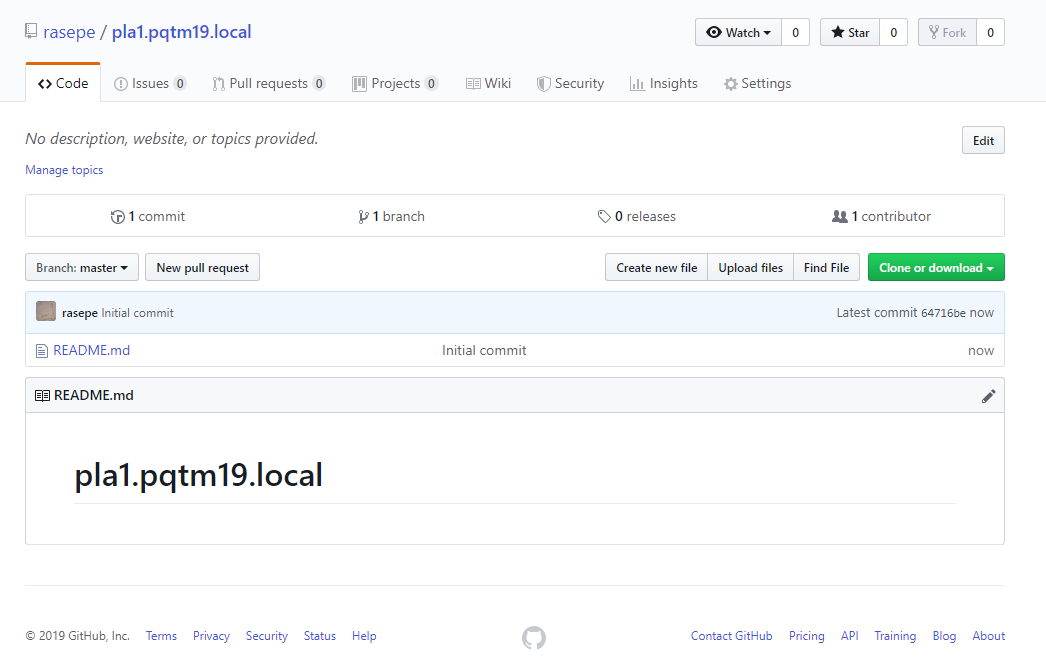 rasepe / pla1.pqtm19.local Watch 0 Star 0 Fork 0
Code Issues 0 Pull requests 0 Projects 0 Wiki Security Insights Settings
No description, website, or topics provided. Edit
Manage topics
1 commit 1 branch 0 releases 1 contributor
Branch: master New pull request Create new file Upload files Find File Clone or download
rasepe Initial commit Latest commit 64716be now
README.md Initial commit now
README.md
pla1.pqtm19.local
© 2019 GitHub, Inc. Terms Privacy Security Status Help Contact GitHub Pricing API Training Blog About